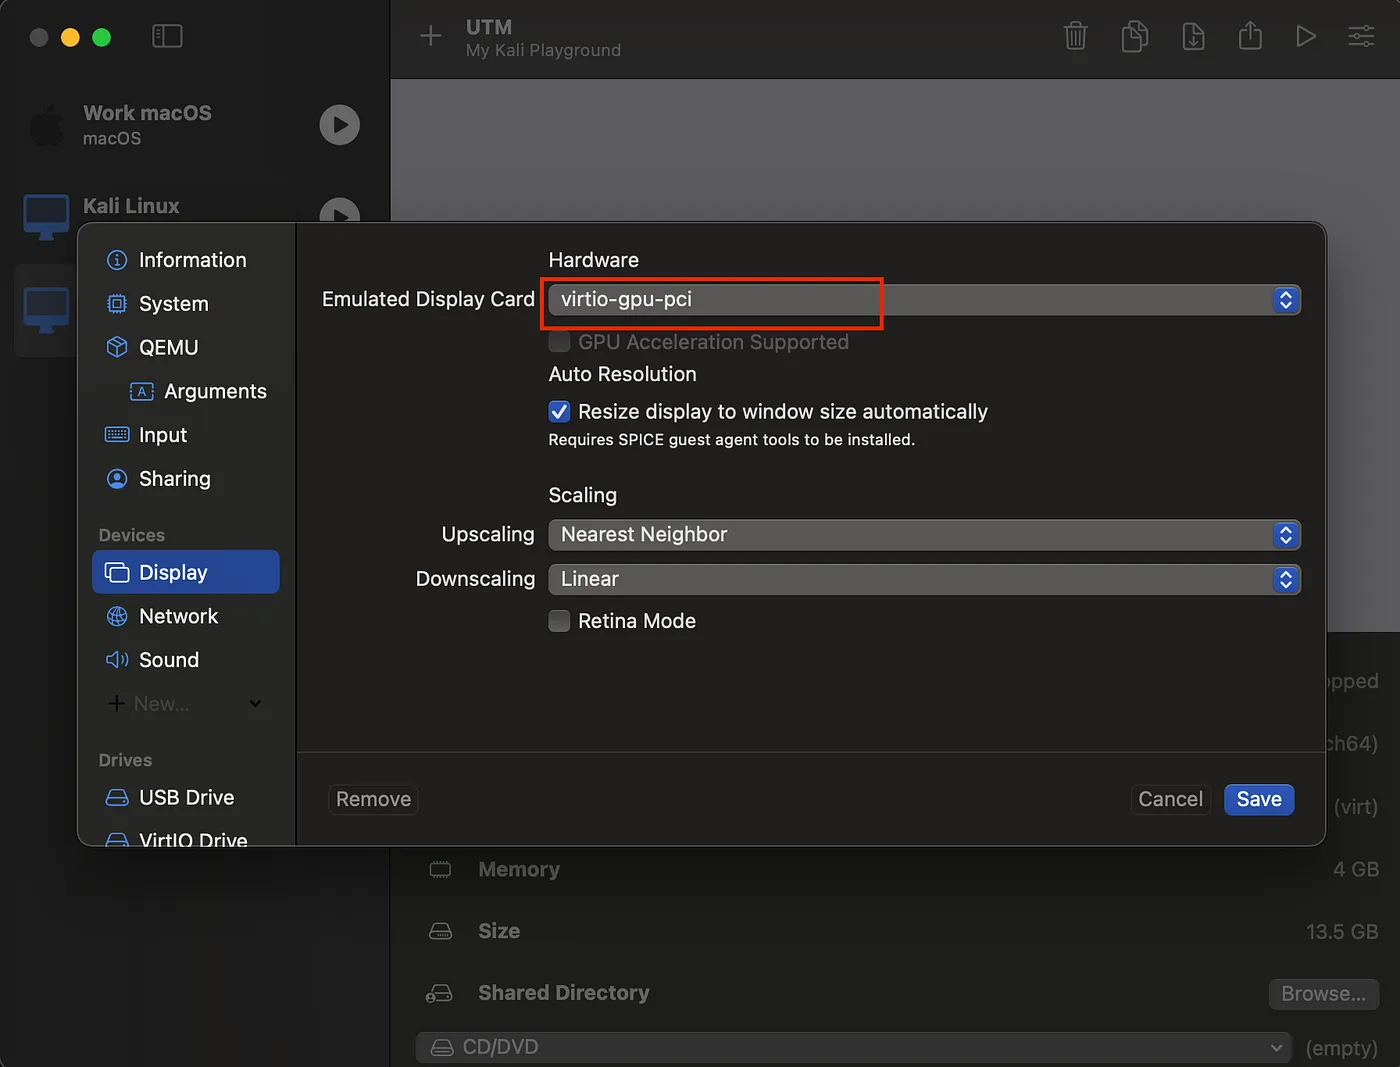 UTM
My Kali Playground
Work macOS
macOS
Kali Linux
Information
System
QEMU
Arguments
Input
Sharing
Devices
Display
Network
Sound
New...
Drives
USB Drive
VirtIO Drive
Hardware
Emulated Display Card
virtio-gpu-pci
GPU Acceleration Supported
Auto Resolution
Resize display to window size automatically
Requires SPICE guest agent tools to be installed.
Scaling
Upscaling
Nearest Neighbor
Downscaling
Linear
Retina Mode
Remove
Cancel
Save
(virt)
Memory
4 GB
Size
13.5 GB
Shared Directory
Browse...
CD/DVD
(empty)